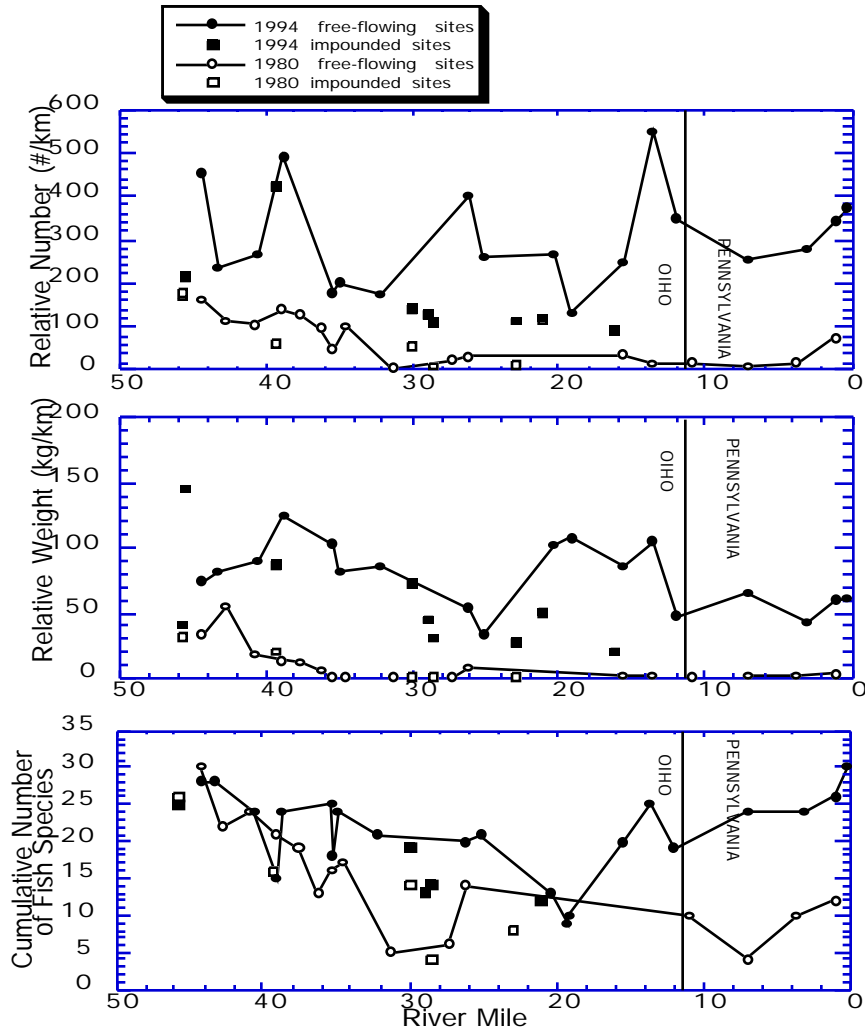 1994 free-flowing sites
1994 impounded sites
1980 free-flowing sites
1980 impounded sites
Relative Number (#/km)
600
500
400
300
200
100
0
OIHO
PENNSYLVANIA
50 40 30 20 10 0
Relative Weight (kg/km)
200
150
100
50
0
OIHO
PENNSYLVANIA
50 40 30 20 10 0
Cumulative Number
of Fish Species
35
30
25
20
15
10
5
0
OIHO
PENNSYLVANIA
50 40 30 20 10 0
River Mile